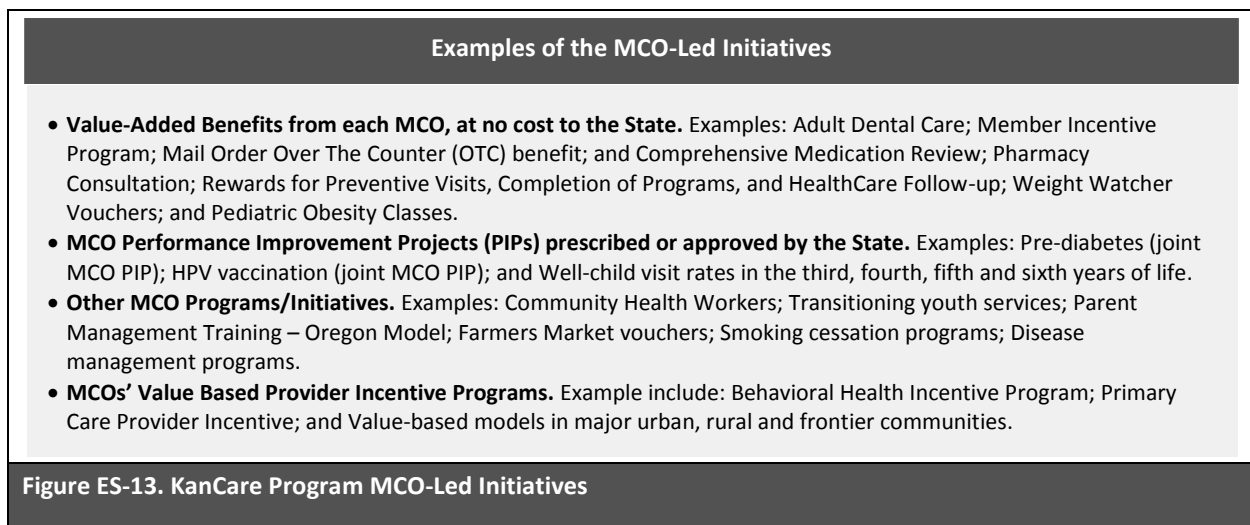 Examples of the MCO-Led Initiatives
• Value-Added Benefits from each MCO, at no cost to the State. Examples: Adult Dental Care; Member Incentive
Program; Mail Order Over The Counter (OTC) benefit; and Comprehensive Medication Review; Pharmacy
Consultation; Rewards for Preventive Visits, Completion of Programs, and HealthCare Follow-up; Weight Watcher
Vouchers; and Pediatric Obesity Classes.
• MCO Performance Improvement Projects (PIPs) prescribed or approved by the State. Examples: Pre-diabetes (joint
MCO PIP); HPV vaccination (joint MCO PIP); and Well-child visit rates in the third, fourth, fifth and sixth years of life.
• Other MCO Programs/Initiatives. Examples: Community Health Workers; Transitioning youth services; Parent
Management Training – Oregon Model; Farmers Market vouchers; Smoking cessation programs; Disease
management programs.
• MCOs’ Value Based Provider Incentive Programs. Example include: Behavioral Health Incentive Program; Primary
Care Provider Incentive; and Value-based models in major urban, rural and frontier communities.
Figure ES-13. KanCare Program MCO-Led Initiatives